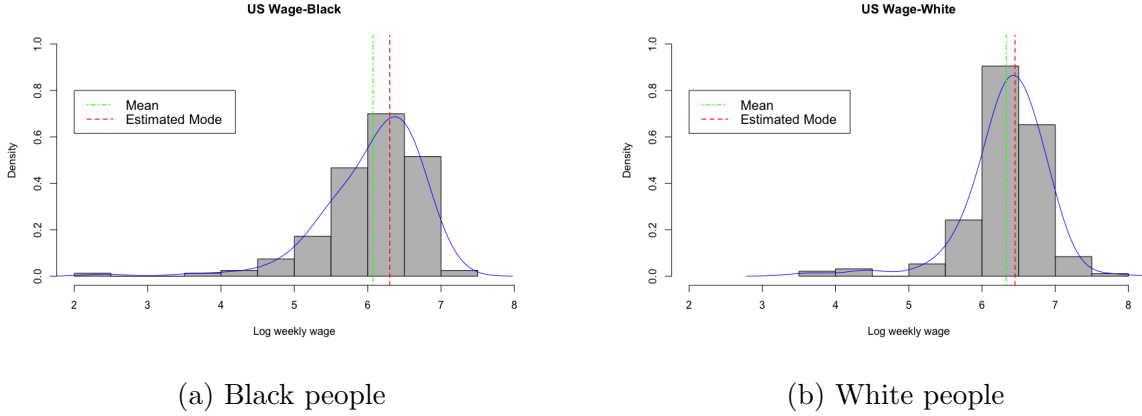 US Wage-Black
1.0
0.8
0.6
0.4
0.2
0.0
Density
Mean
Estimated Mode
2 3 4 5 6 7 8
Log weekly wage
(a) Black people
US Wage-White
1.0
0.8
0.6
0.4
0.2
0.0
Density
Mean
Estimated Mode
2 3 4 5 6 7 8
Log weekly wage
(b) White people